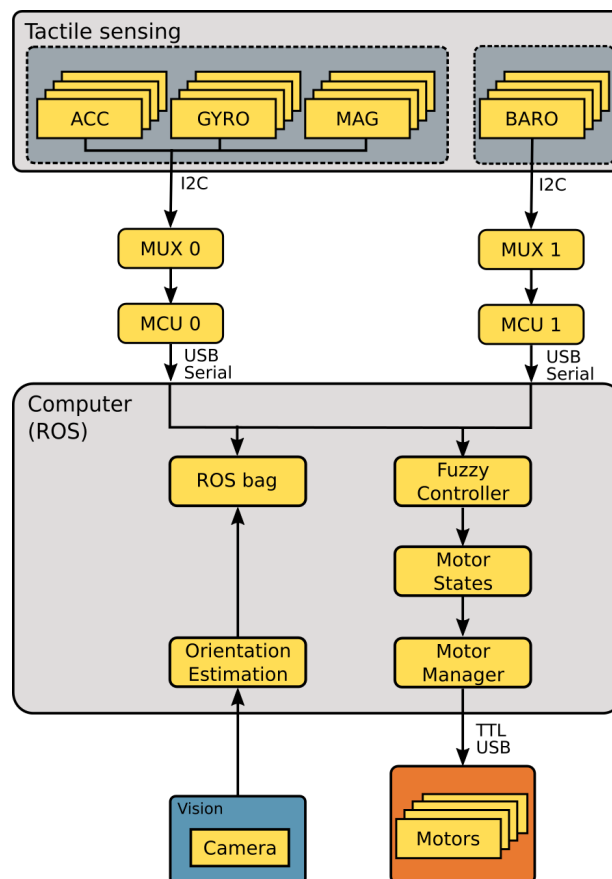 Tactile sensing
ACC
GYRO
MAG
BARO
I2C
I2C
MUX 0
MUX 1
MCU 0
MCU 1
USB
Serial
USB
Serial
Computer
(ROS)
ROS bag
Fuzzy
Controller
Motor
States
Orientation
Estimation
Motor
Manager
TTL
USB
Vision
Camera
Motors